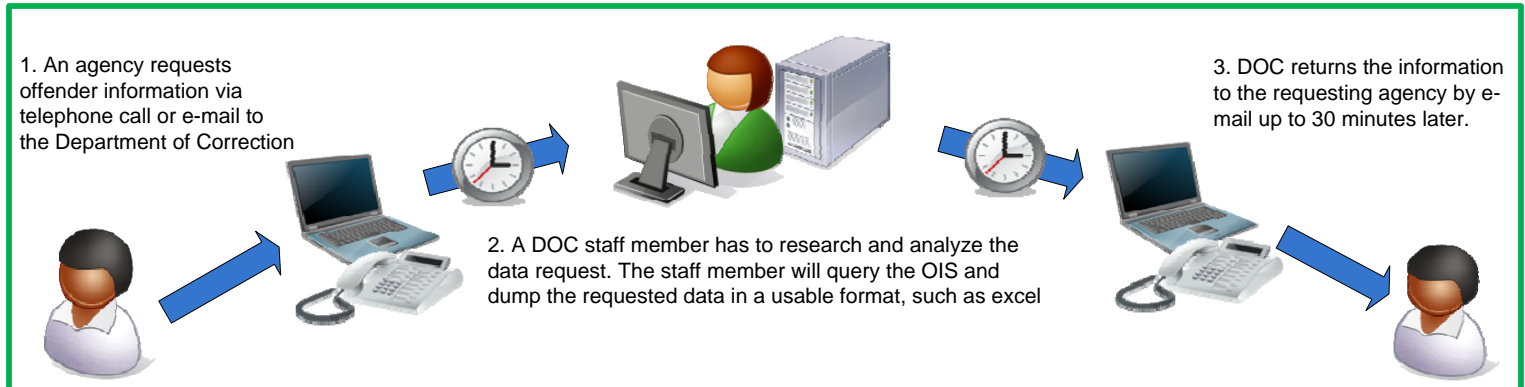 1. An agency requests
offender information via
telephone call or e-mail to
the Department of Correction
2. A DOC staff member has to research and analyze the
data request. The staff member will query the OIS and
dump the requested data in a usable format, such as excel
3. DOC returns the information
to the requesting agency by e-
mail up to 30 minutes later.